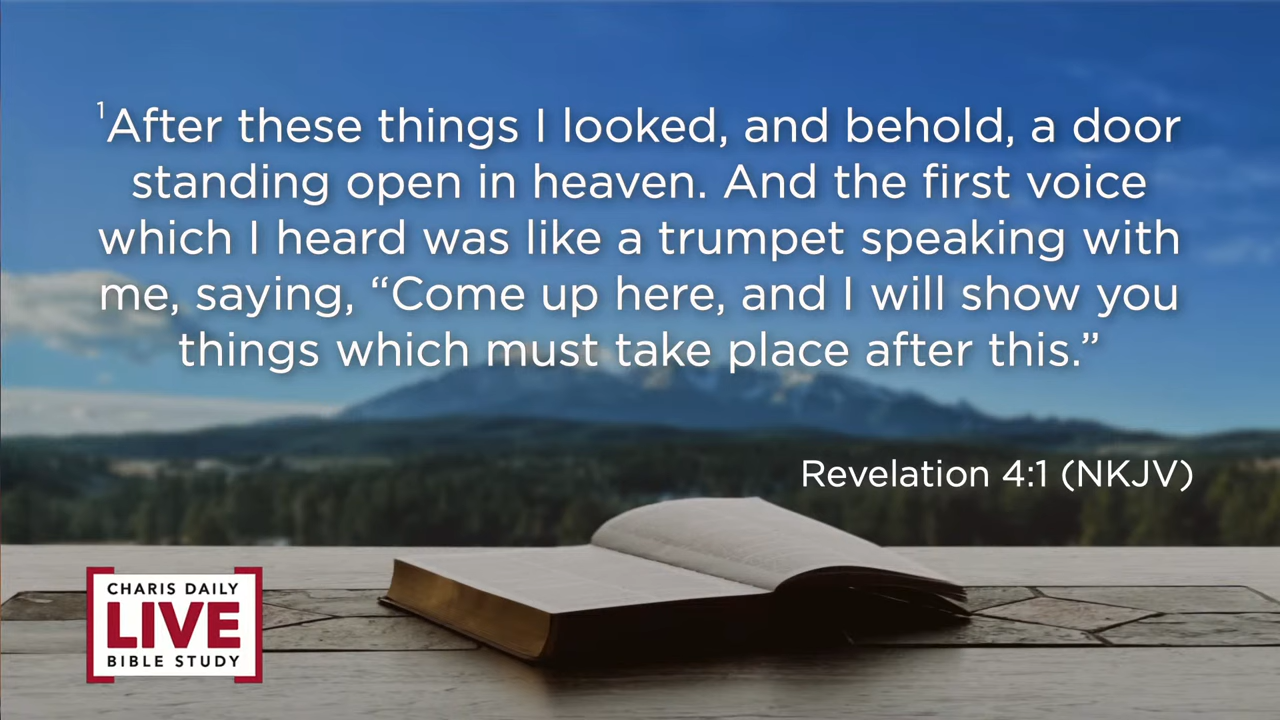 ¹After these things I looked, and behold, a door
standing open in heaven. And the first voice
which I heard was like a trumpet speaking with
me, saying, “Come up here, and I will show you
things which must take place after this.”
Revelation 4:1 (NKJV)
CHARIS DAILY
LIVE
BIBLE STUDY